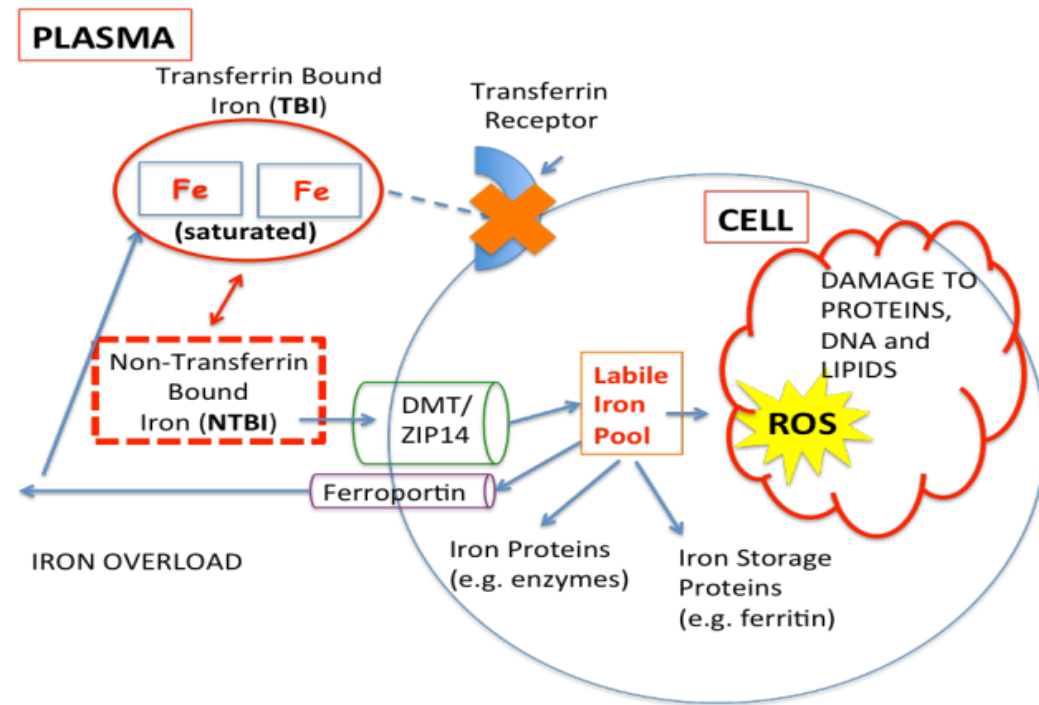 PLASMA
Transferrin Bound
Iron (TBI)
Fe
Fe
(saturated)
Transferrin
Receptor
CELL
DAMAGE TO
PROTEINS,
DNA and
LIPIDS
ROS
Non-Transferrin
Bound
Iron (NTBI)
DMT/
ZIP14
Labile
Iron
Pool
Ferroportin
IRON OVERLOAD
Iron Proteins
(e.g. enzymes)
Iron Storage
Proteins
(e.g. ferritin)